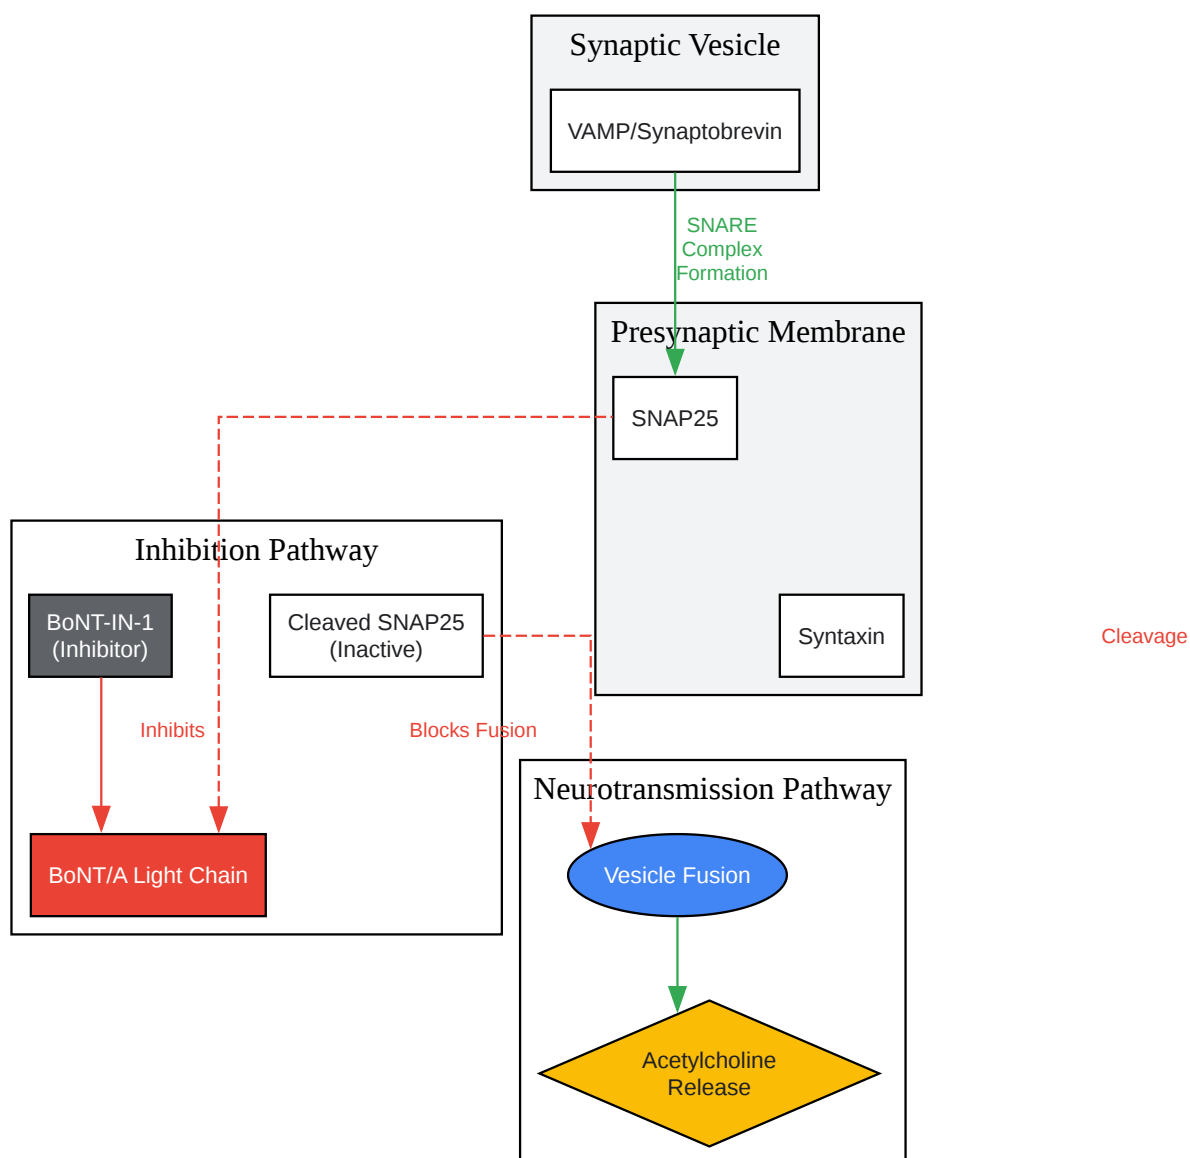 Synaptic Vesicle
VAMP/Synaptobrevin
SNARE
Complex
Formation
Presynaptic Membrane
SNAP25
Inhibition Pathway
BoNT-IN-1
(Inhibitor)
Cleaved SNAP25
(Inactive)
Syntaxin
Cleavage
Inhibits
Blocks Fusion
Neurotransmission Pathway
BoNT/A Light Chain
Vesicle Fusion
Acetylcholine
Release